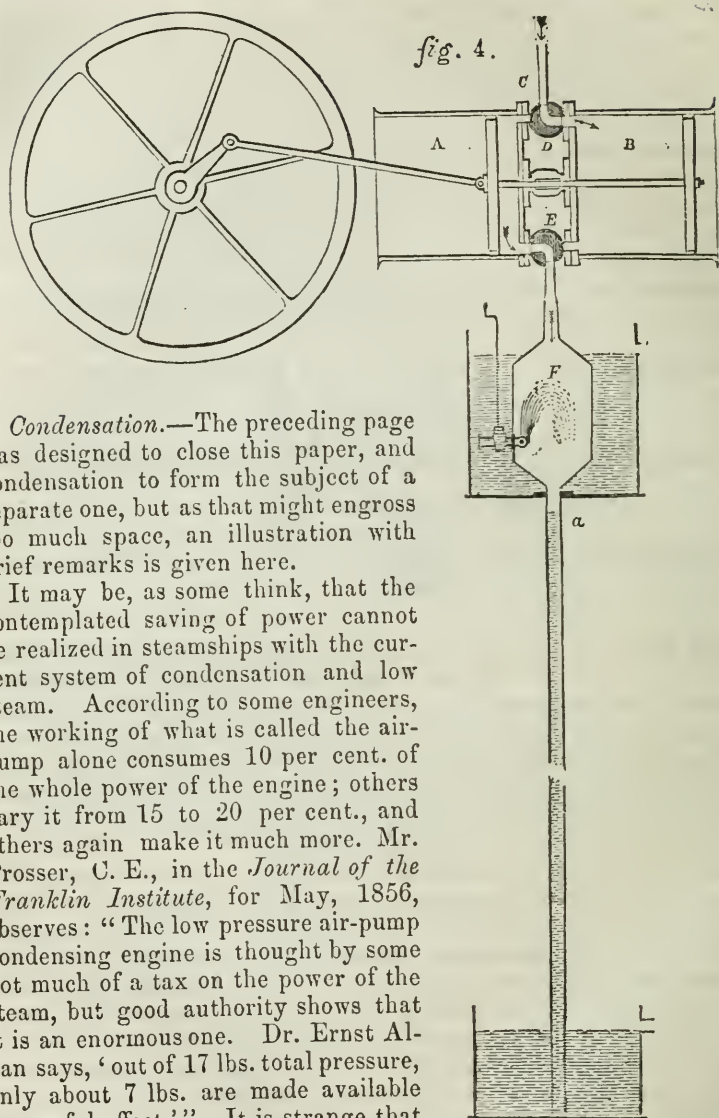 fig. 4.
C
A
D
B
E
F
a
Condensation.—The preceding page
as designed to close this paper, and
ondensation to form the subject of a
eparate one, but as that might engross
oo much space, an illustration with
rief remarks is given here.
It may be, as some think, that the
ontemplated saving of power cannot
e realized in steamships with the cur-
ent system of condensation and low
team. According to some engineers,
he working of what is called the air-
ump alone consumes 10 per cent. of
he whole power of the engine; others
ary it from 15 to 20 per cent., and
thers again make it much more. Mr.
rosser, C. E., in the Journal of the
Franklin Institute, for May, 1856,
bserves: "The low pressure air-pump
ondensing engine is thought by some
ot much of a tax on the power of the
team, but good authority shows that
t is an enormous one. Dr. Ernst Al-
an says, 'out of 17 lbs. total pressure,
nly about 7 lbs. are made available
effect.'" It is strange that